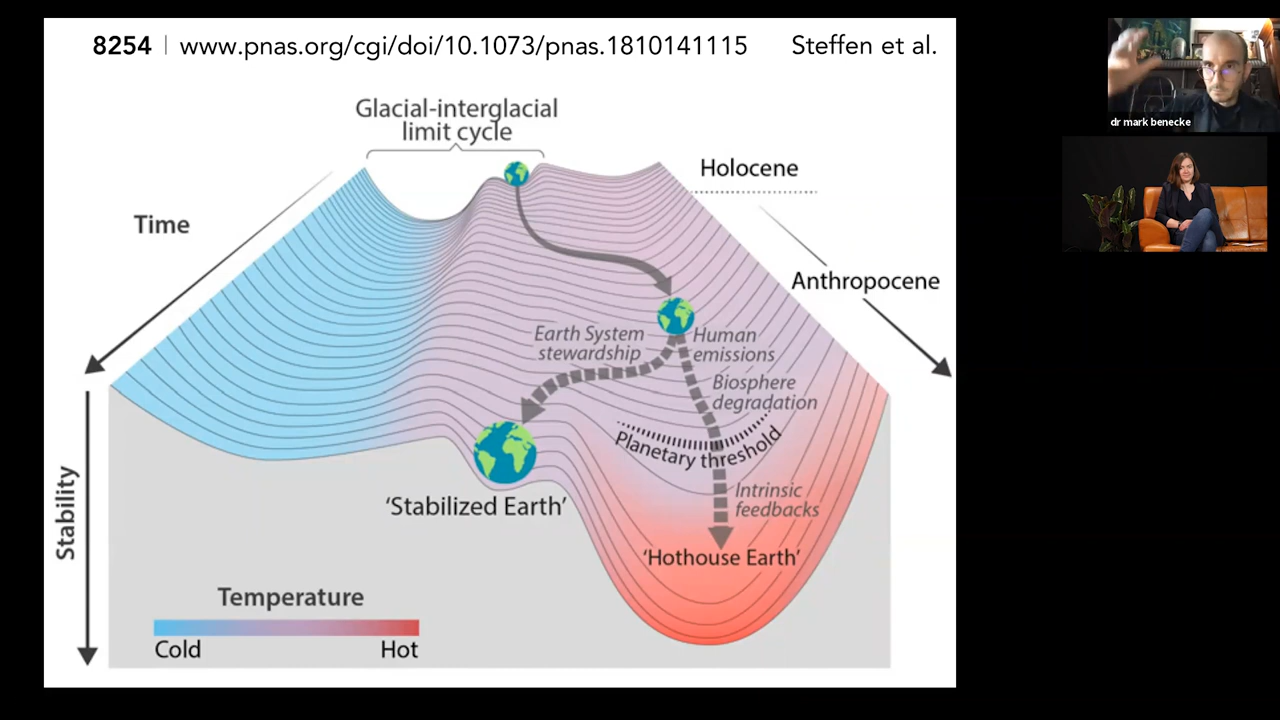 8254 | www.pnas.org/cgi/doi/10.1073/pnas.1810141115 Steffen et al.
dr mark benecke
Glacial-interglacial
limit cycle
Holocene
Time
Anthropocene
Earth System
stewardship
Human
emissions
Biosphere
degradation
Planetary threshold
Intrinsic
feedbacks
'Stabilized Earth'
'Hothouse Earth'
Stability
Temperature
Cold Hot